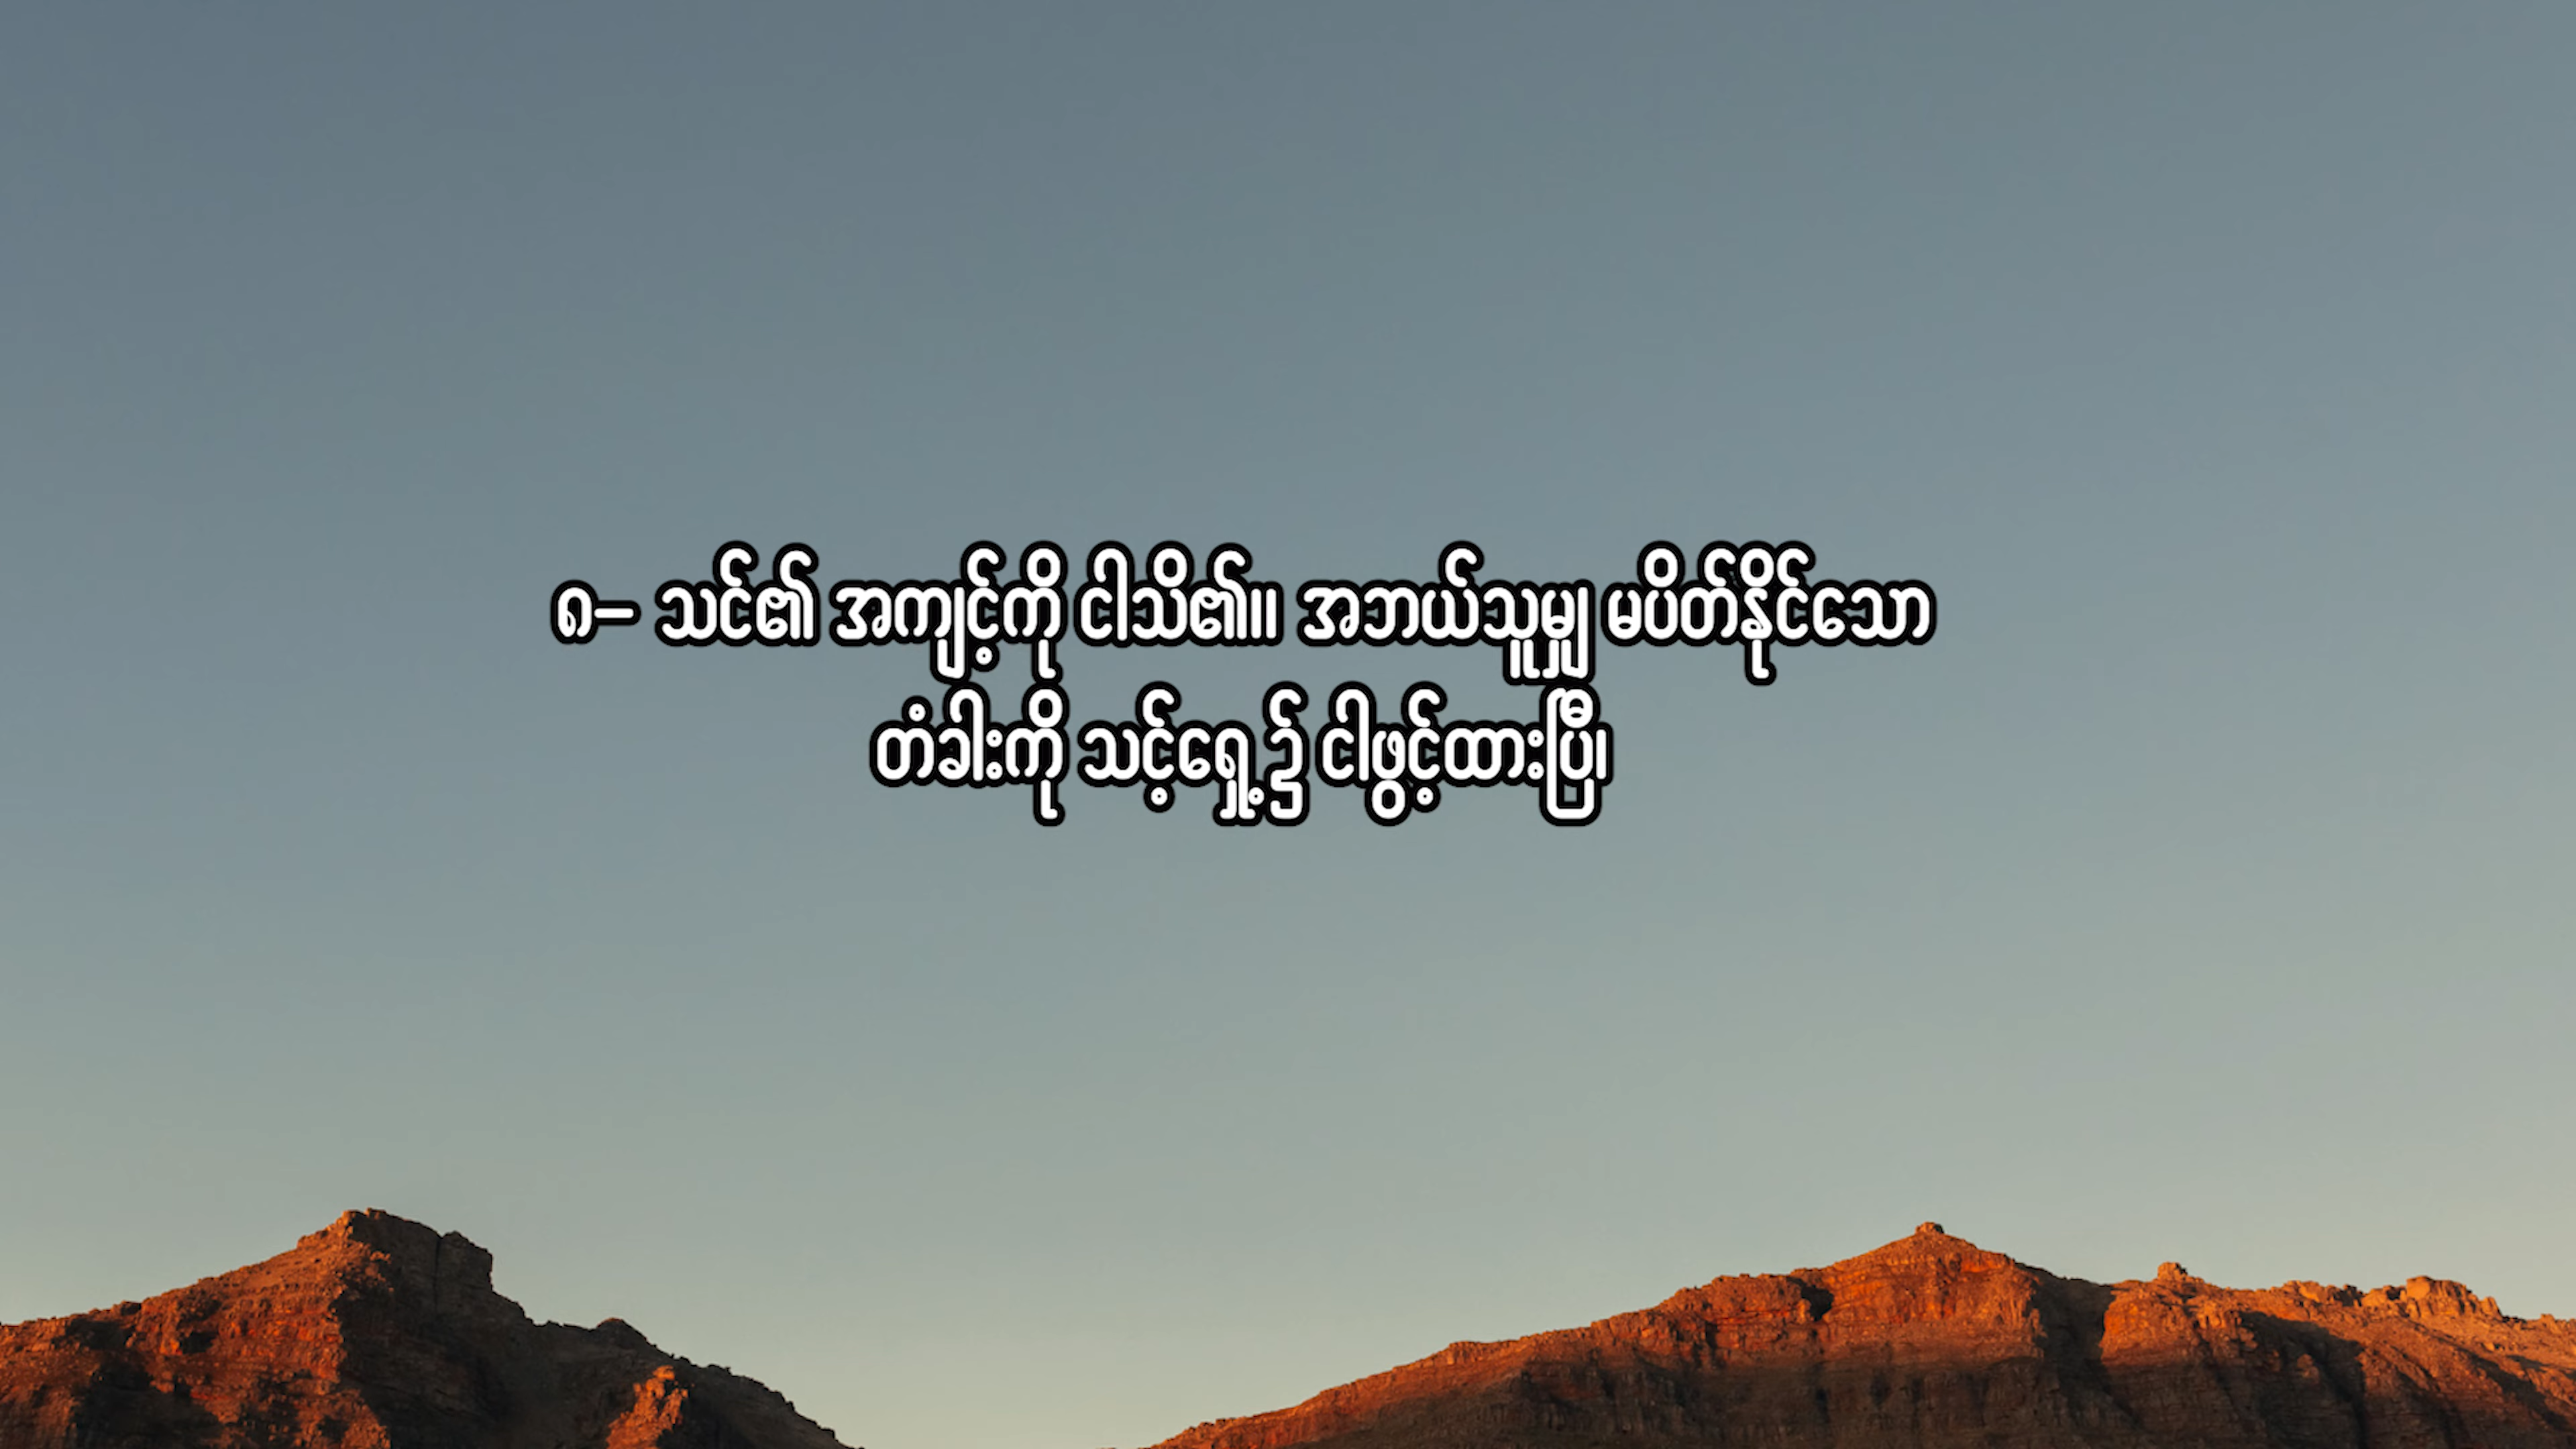 ၈- သင်၏ အကျင့်ကို ငါသိ၏။ အဘယ်သူမျှ မပိတ်နိုင်သော
တံခါးကို သင့်ရှေ့၌ ငါဖွင့်ထားပြီ၊